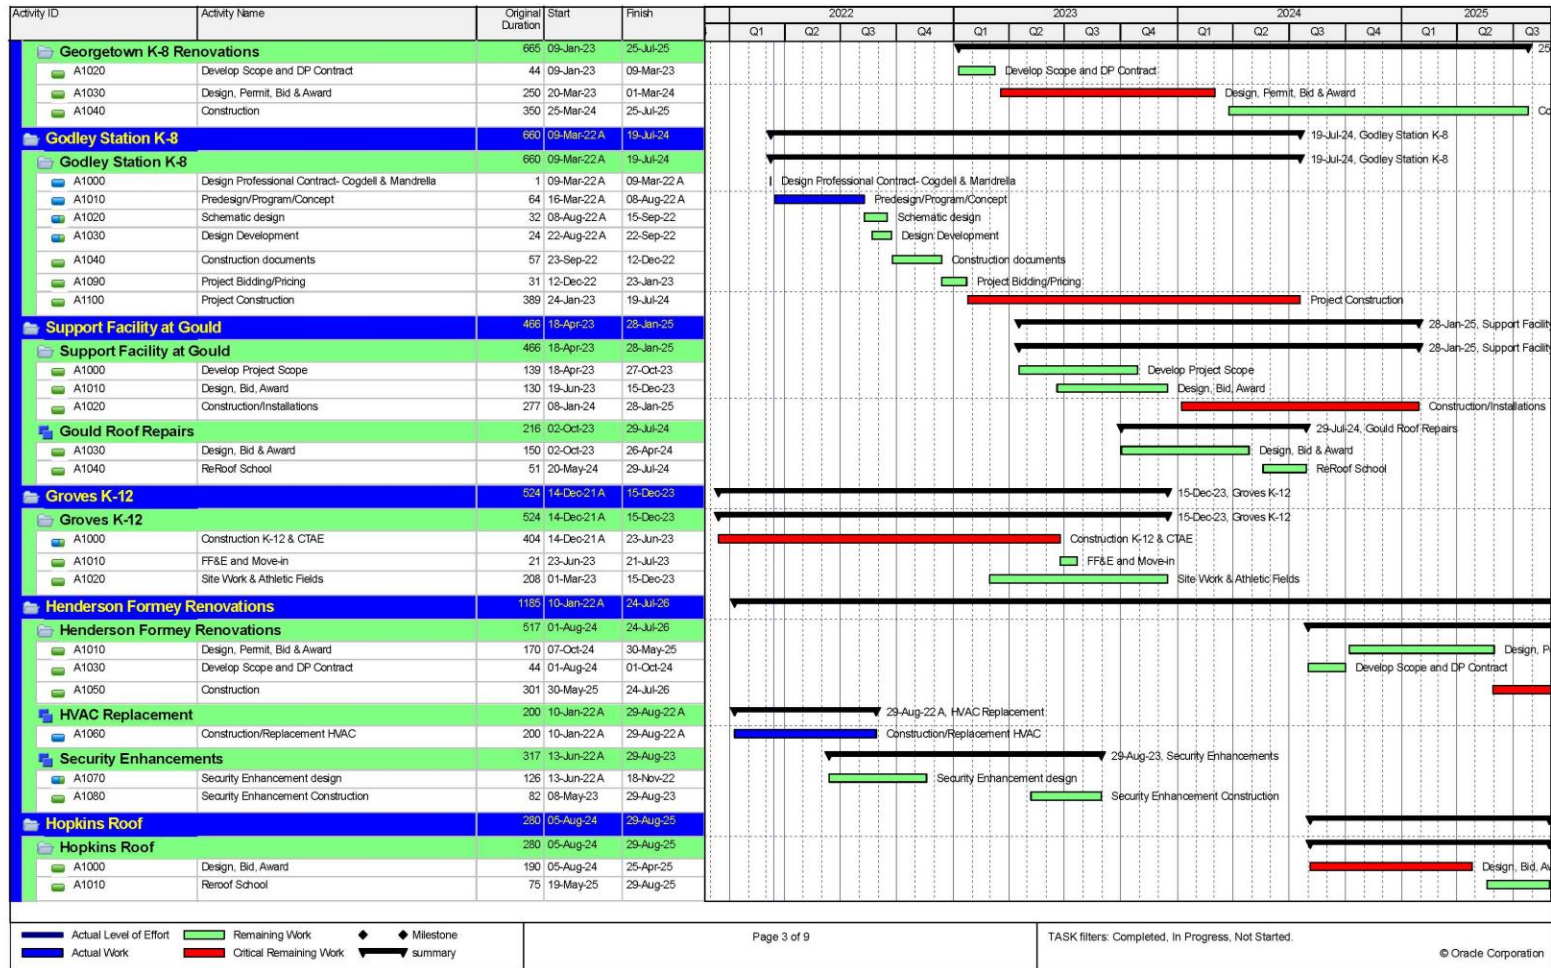 Activity ID Activity Name Original Duration Start Finish 2022 2023 2024 2025
Q1 Q2 Q3 Q4 Q1 Q2 Q3 Q4 Q1 Q2 Q3 Q4 Q1 Q2 Q3
Georgetown K-8 Renovations 665 09-Jan-23 25-Jul-25 25
A1020 Develop Scope and DP Contract 44 09-Jan-23 09-Mar-23 Develop Scope and DP Contract
A1030 Design, Permit, Bid & Award 250 20-Mar-23 01-Mar-24 Design, Permit, Bid & Award
A1040 Construction 350 25-Mar-24 25-Jul-25 Co
Godley Station K-8 660 09-Mar-22 A 19-Jul-24 19-Jul-24, Godley Station K-8
Godley Station K-8 660 09-Mar-22 A 19-Jul-24 19-Jul-24, Godley Station K-8
A1000 Design Professional Contract- Cogdell & Mandrella 1 09-Mar-22 A 09-Mar-22 A Design Professional Contract- Cogdell & Mandrella
A1010 Predesign/Program/Concept 64 16-Mar-22 A 08-Aug-22 A Predesign/Program/Concept
A1020 Schematic design 32 08-Aug-22 A 15-Sep-22 Schematic design
A1030 Design Development 24 22-Aug-22 A 22-Sep-22 Design Development
A1040 Construction documents 57 23-Sep-22 12-Dec-22 Construction documents
A1090 Project Bidding/Pricing 31 12-Dec-22 23-Jan-23 Project Bidding/Pricing
A1100 Project Construction 389 24-Jan-23 19-Jul-24 Project Construction
Support Facility at Gould 466 18-Apr-23 28-Jan-25 28-Jan-25, Support Facility
Support Facility at Gould 466 18-Apr-23 28-Jan-25 28-Jan-25, Support Facility
A1000 Develop Project Scope 139 18-Apr-23 27-Oct-23 Develop Project Scope
A1010 Design, Bid, Award 130 19-Jun-23 15-Dec-23 Design, Bid, Award
A1020 Construction/Installations 277 08-Jan-24 28-Jan-25 Construction/Installations
Gould Roof Repairs 216 02-Oct-23 29-Jul-24 29-Jul-24, Gould Roof Repairs
A1030 Design, Bid & Award 150 02-Oct-23 26-Apr-24 Design, Bid & Award
A1040 ReRoof School 51 20-May-24 29-Jul-24 ReRoof School
Groves K-12 524 14-Dec-21 A 15-Dec-23 15-Dec-23, Groves K-12
Groves K-12 524 14-Dec-21 A 15-Dec-23 15-Dec-23, Groves K-12
A1000 Construction K-12 & CTAE 404 14-Dec-21 A 23-Jun-23 Construction K-12 & CTAE
A1010 FF&E and Move-in 21 23-Jun-23 21-Jul-23 FF&E and Move-in
A1020 Site Work & Athletic Fields 208 01-Mar-23 15-Dec-23 Site Work & Athletic Fields
Henderson Formey Renovations 1185 10-Jan-22 A 24-Jul-26
Henderson Formey Renovations 517 01-Aug-24 24-Jul-26
A1010 Design, Permit, Bid & Award 170 07-Oct-24 30-May-25 Design, P
A1030 Develop Scope and DP Contract 44 01-Aug-24 01-Oct-24 Develop Scope and DP Contract
A1050 Construction 301 30-May-25 24-Jul-26
HVAC Replacement 200 10-Jan-22 A 29-Aug-22 A 29-Aug-22 A, HVAC Replacement
A1060 Construction/Replacement HVAC 200 10-Jan-22 A 29-Aug-22 A Construction/Replacement HVAC
Security Enhancements 317 13-Jun-22 A 29-Aug-23 29-Aug-23, Security Enhancements
A1070 Security Enhancement design 126 13-Jun-22 A 18-Nov-22 Security Enhancement design
A1080 Security Enhancement Construction 82 08-May-23 29-Aug-23 Security Enhancement Construction
Hopkins Roof 280 05-Aug-24 29-Aug-25
Hopkins Roof 280 05-Aug-24 29-Aug-25
A1000 Design, Bid, Award 190 05-Aug-24 25-Apr-25 Design, Bid, Aw
A1010 Reroof School 75 19-May-25 29-Aug-25
Actual Level of Effort Remaining Work Milestone Page 3 of 9 TASK filters: Completed, In Progress, Not Started.
Actual Work Critical Remaining Work summary
© Oracle Corporation